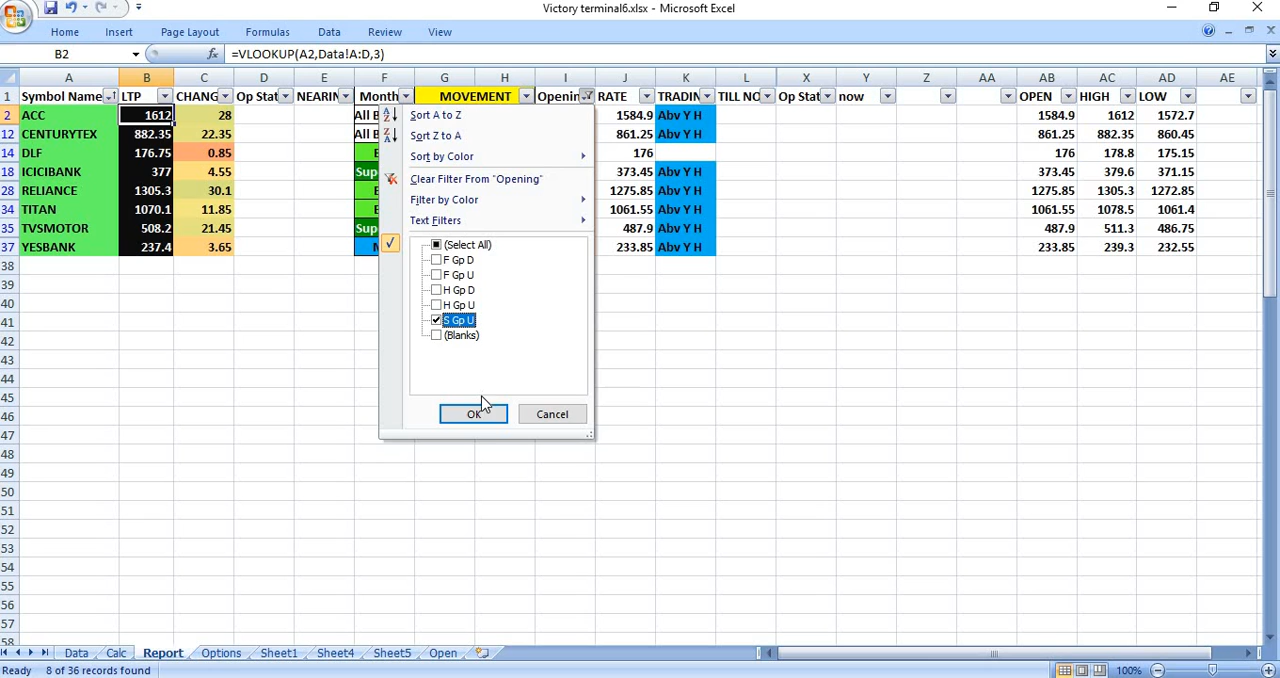 Victory terminal6.xlsx - Microsoft Excel
Home Insert Page Layout Formulas Data Review View
B2 fx =VLOOKUP(A2,Data!A:D,3)
A B C D E F G H I J K L X Y Z AA AB AC AD AE
1 Symbol Name LTP CHANG Op Stat NEARIN Month MOVEMENT Openin RATE TRADIN TILL NO Op Stat now OPEN HIGH LOW
2 ACC 1612 28 All B 1584.9 Abv Y H 1584.9 1612 1572.7
12 CENTURYTEX 882.35 22.35 All B 861.25 Abv Y H 861.25 882.35 860.45
14 DLF 176.75 0.85 176 176 178.8 175.15
18 ICICIBANK 377 4.55 Sup 373.45 Abv Y H 373.45 379.6 371.15
28 RELIANCE 1305.3 30.1 1275.85 Abv Y H 1275.85 1305.3 1272.85
34 TITAN 1070.1 11.85 1061.55 Abv Y H 1061.55 1078.5 1061.4
35 TVSMOTOR 508.2 21.45 Sup 487.9 Abv Y H 487.9 511.3 486.75
37 YESBANK 237.4 3.65 N 233.85 Abv Y H 233.85 239.3 232.55
Sort A to Z
Sort Z to A
Sort by Color
Clear Filter From "Opening"
Filter by Color
Text Filters
(Select All)
F Gp D
F Gp U
H Gp D
H Gp U
S Gp U
(Blanks)
OK Cancel
38
39
40
41
42
43
44
45
46
47
48
49
50
51
52
53
54
55
56
57
58
Data Calc Report Options Sheet1 Sheet4 Sheet5 Open
Ready 8 of 36 records found 100%